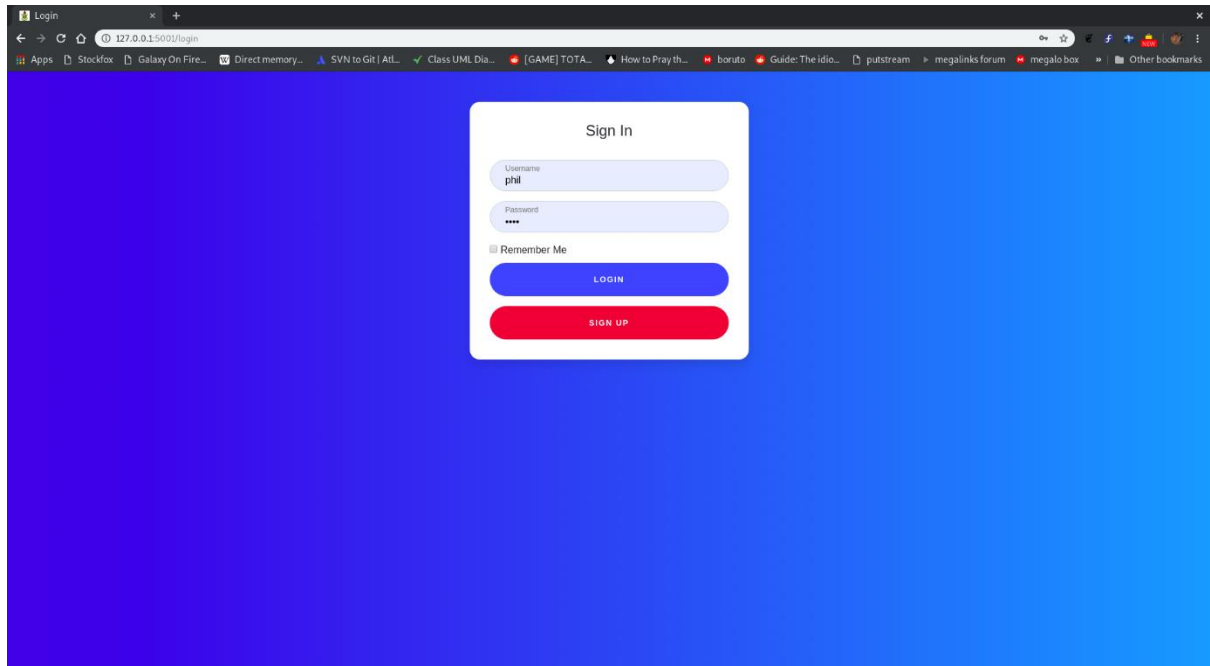 Login
127.0.0.1:5001/login
NEW
Apps Stockfox Galaxy On Fire... Direct memory... SVN to Git | Atl... Class UML Dia... [GAME] TOTA... How to Pray th... boruto Guide: The idio... putstream megalinks forum megalo box » Other bookmarks
Sign In
Username
phil
Password
••••
Remember Me
LOGIN
SIGN UP